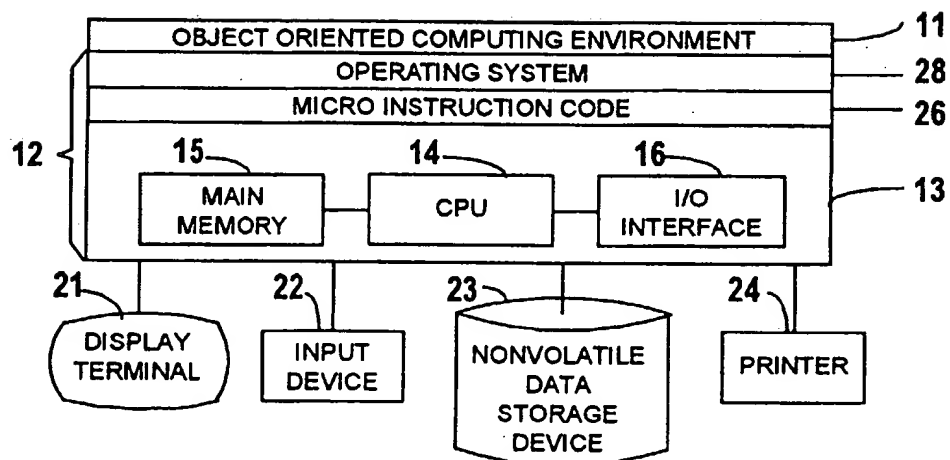 OBJECT ORIENTED COMPUTING ENVIRONMENT 11
OPERATING SYSTEM 28
MICRO INSTRUCTION CODE 26
12
15 14 16
MAIN MEMORY
CPU
I/O INTERFACE
13
21 22 23 24
DISPLAY TERMINAL
INPUT DEVICE
NONVOLATILE DATA STORAGE DEVICE
PRINTER